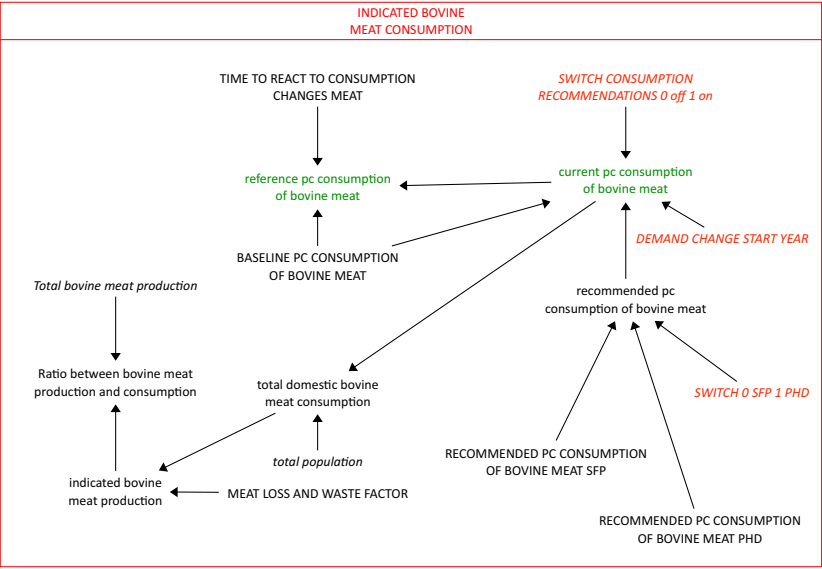 INDICATED BOVINE
MEAT CONSUMPTION
TIME TO REACT TO CONSUMPTION
CHANGES MEAT
SWITCH CONSUMPTION
RECOMMENDATIONS 0 off 1 on
reference pc consumption
of bovine meat
current pc consumption
of bovine meat
DEMAND CHANGE START YEAR
BASELINE PC CONSUMPTION
OF BOVINE MEAT
Total bovine meat production
recommended pc
consumption of bovine meat
Ratio between bovine meat
production and consumption
total domestic bovine
meat consumption
SWITCH 0 SFP 1 PHD
total population
RECOMMENDED PC CONSUMPTION
OF BOVINE MEAT SFP
indicated bovine
meat production
MEAT LOSS AND WASTE FACTOR
RECOMMENDED PC CONSUMPTION
OF BOVINE MEAT PHD